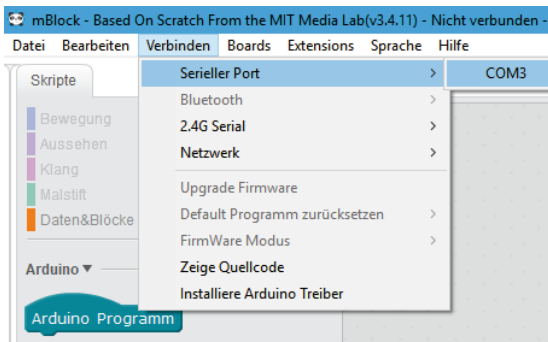 mBlock - Based On Scratch From the MIT Media Lab(v3.4.11) - Nicht verbunden -
Datei Bearbeiten Verbinden Boards Extensions Sprache Hilfe
Skripte
Serieller Port > COM3
Bewegung
Bluetooth >
Aussehen
2.4G Serial >
Klang
Netzwerk >
Malstift
Upgrade Firmware
Daten&Blöcke
Default Programm zurücksetzen >
FirmWare Modus >
Arduino
Zeige Quellcode
Installiere Arduino Treiber
Arduino Programm